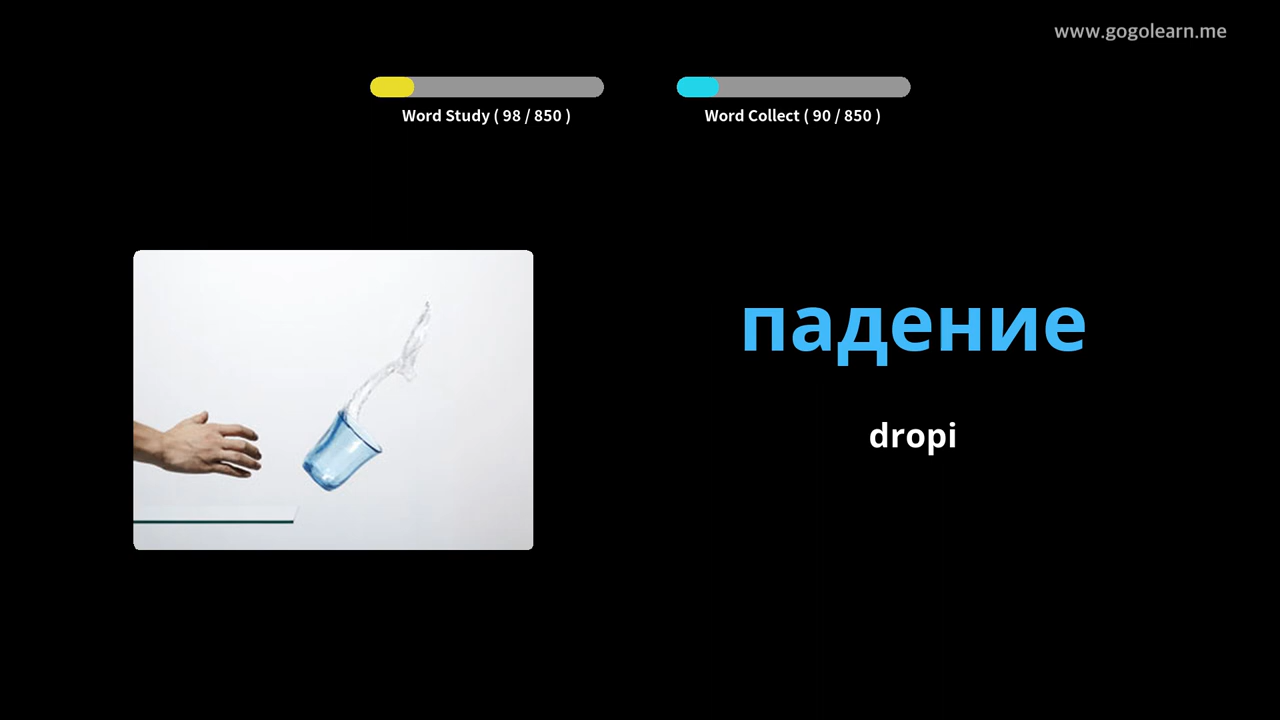 www.gogolearn.me
Word Study ( 98 / 850 )
Word Collect ( 90 / 850 )
падение
dropi